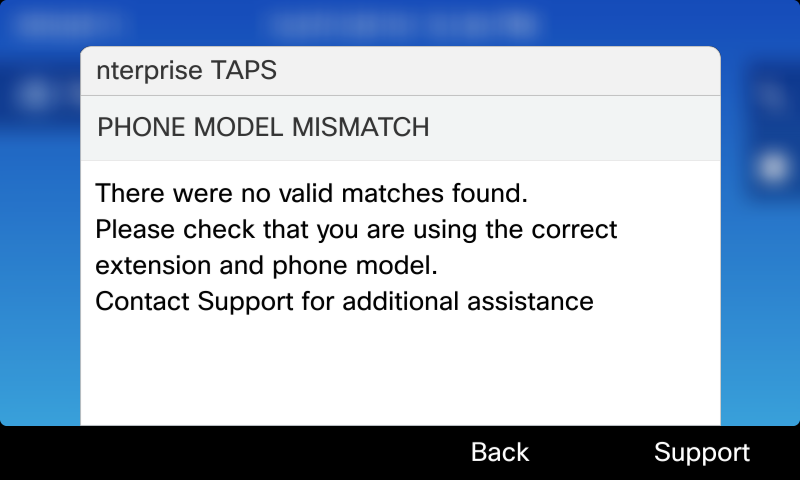 nterprise TAPS
PHONE MODEL MISMATCH
There were no valid matches found.
Please check that you are using the correct
extension and phone model.
Contact Support for additional assistance
Back Support